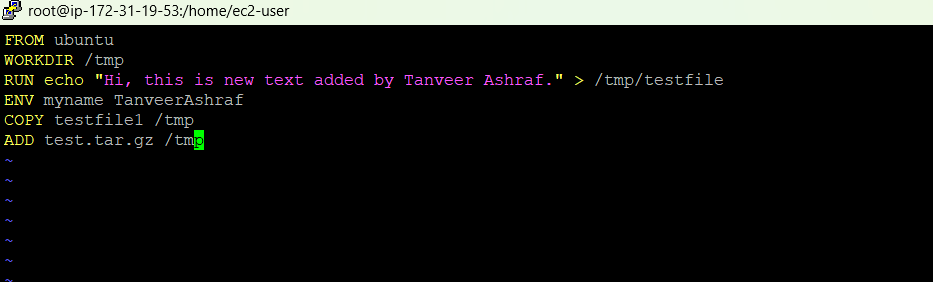 root@ip-172-31-19-53:/home/ec2-user
FROM ubuntu
WORKDIR /tmp
RUN echo "Hi, this is new text added by Tanveer Ashraf." > /tmp/testfile
ENV myname TanveerAshraf
COPY testfile1 /tmp
ADD test.tar.gz /tmp
~
~
~
~
~
~
~